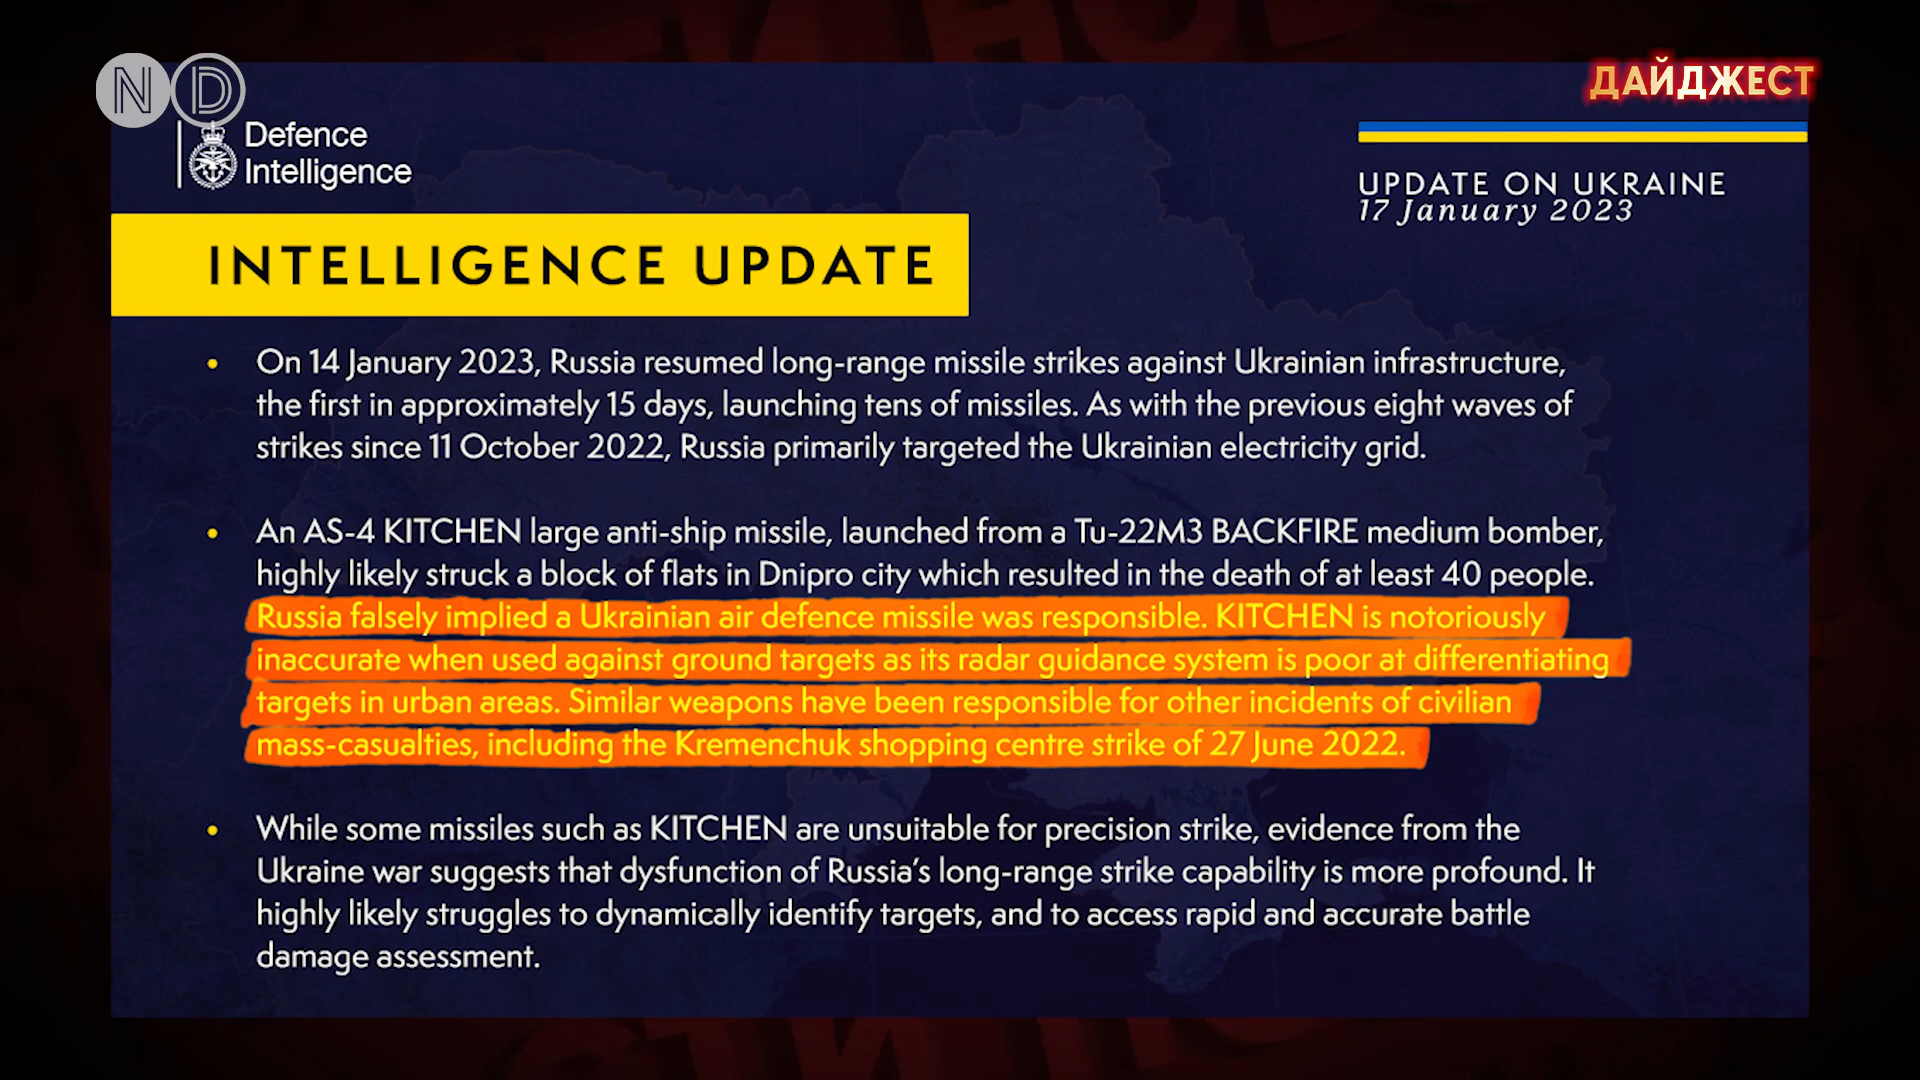 ND
ДАЙДЖЕСТ
Defence
Intelligence
UPDATE ON UKRAINE
17 January 2023
INTELLIGENCE UPDATE
• On 14 January 2023, Russia resumed long-range missile strikes against Ukrainian infrastructure,
the first in approximately 15 days, launching tens of missiles. As with the previous eight waves of
strikes since 11 October 2022, Russia primarily targeted the Ukrainian electricity grid.
• An AS-4 KITCHEN large anti-ship missile, launched from a Tu-22M3 BACKFIRE medium bomber,
highly likely struck a block of flats in Dnipro city which resulted in the death of at least 40 people.
Russia falsely implied a Ukrainian air defence missile was responsible. KITCHEN is notoriously
inaccurate when used against ground targets as its radar guidance system is poor at differentiating
targets in urban areas. Similar weapons have been responsible for other incidents of civilian
mass-casualties, including the Kremenchuk shopping centre strike of 27 June 2022.
• While some missiles such as KITCHEN are unsuitable for precision strike, evidence from the
Ukraine war suggests that dysfunction of Russia's long-range strike capability is more profound. It
highly likely struggles to dynamically identify targets, and to access rapid and accurate battle
damage assessment.